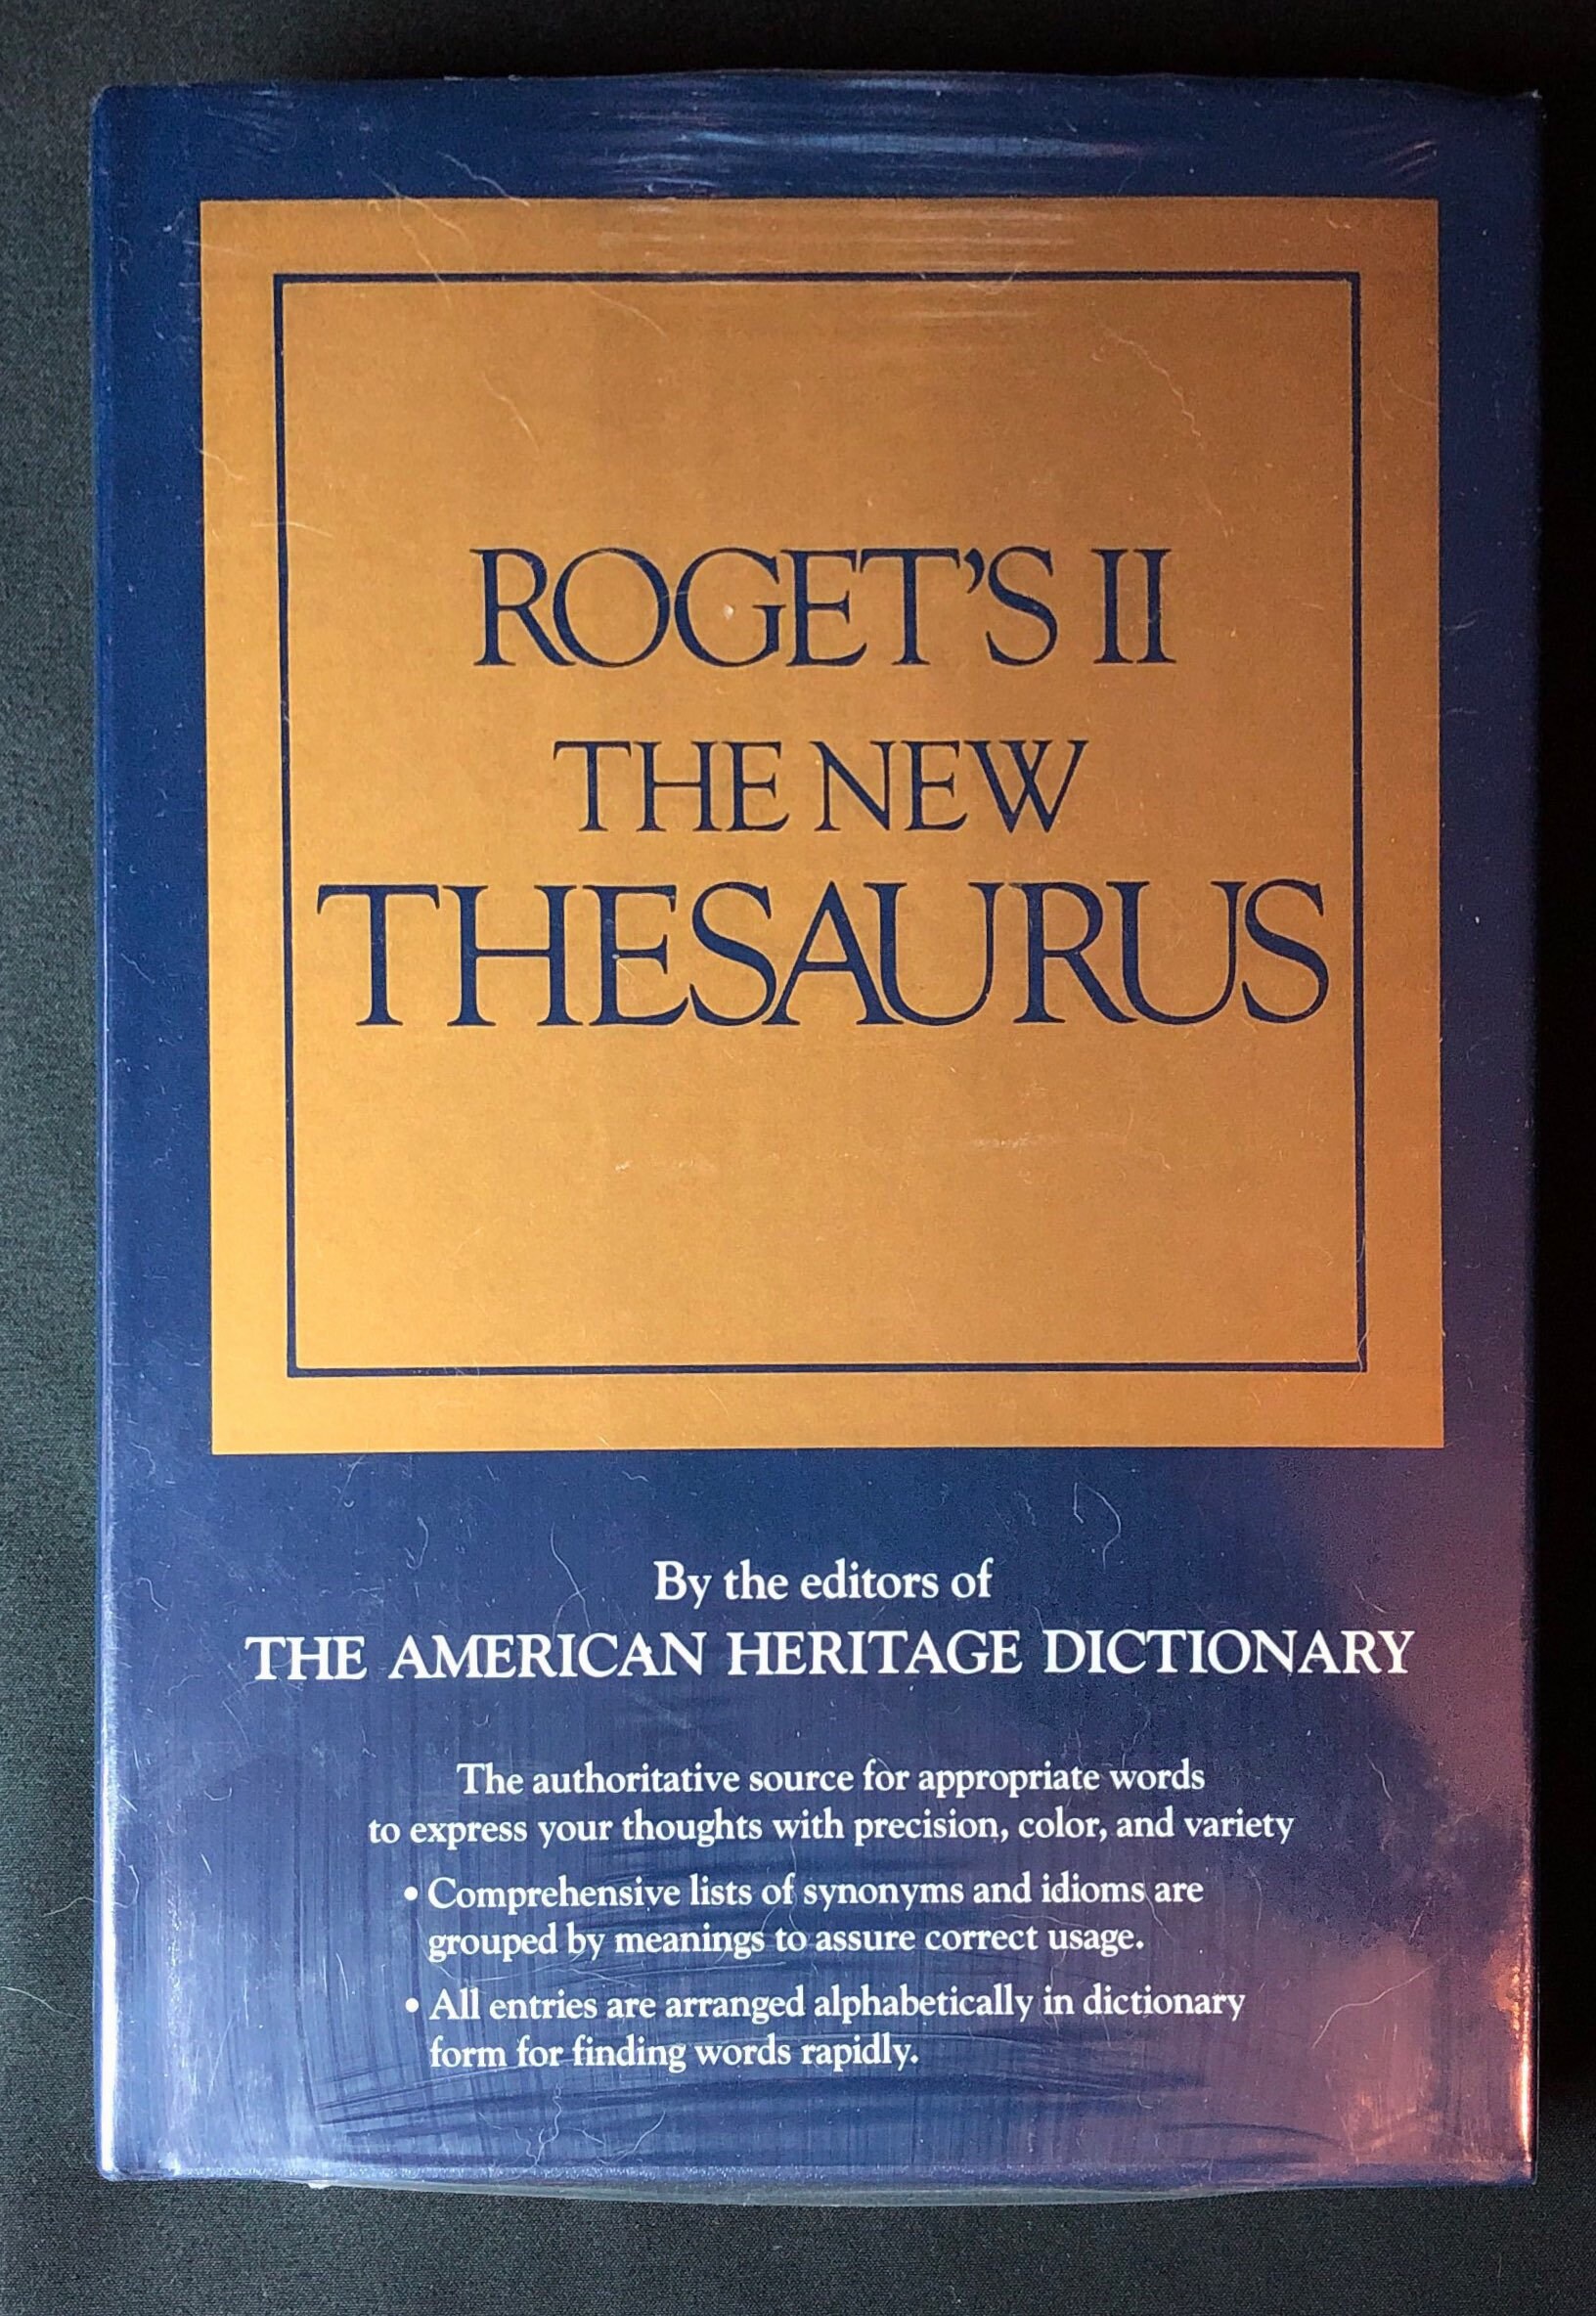 ROGET'S II
THE NEW
THESAURUS
By the editors of
THE AMERICAN HERITAGE DICTIONARY
The authoritative source for appropriate words
to express your thoughts with precision, color, and variety
• Comprehensive lists of synonyms and idioms are
grouped by meanings to assure correct usage.
• All entries are arranged alphabetically in dictionary
form for finding words rapidly.